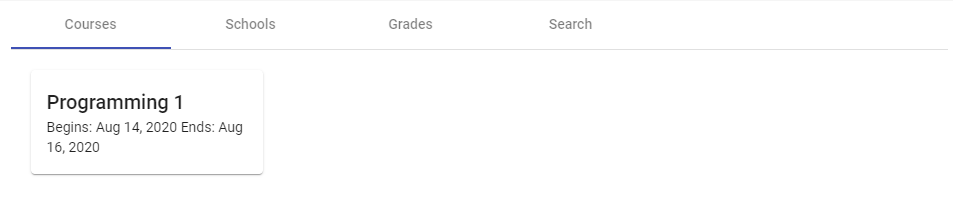 Courses Schools Grades Search
Programming 1
Begins: Aug 14, 2020 Ends: Aug
16, 2020